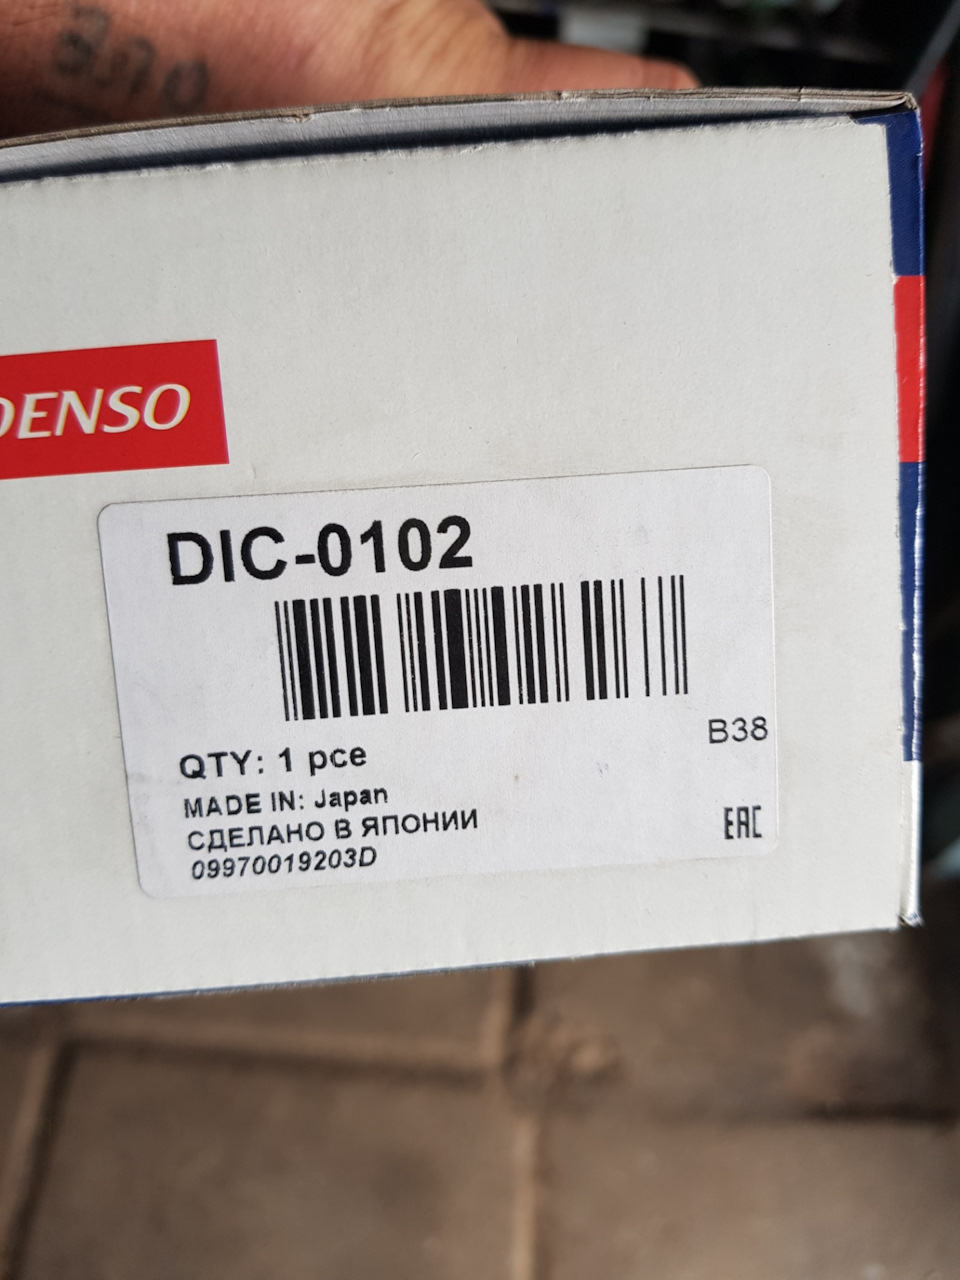 DENSO
DIC-0102
B38
QTY: 1 pce
MADE IN: Japan
СДЕЛАНО В ЯПОНИИ
09970019203D
EAC